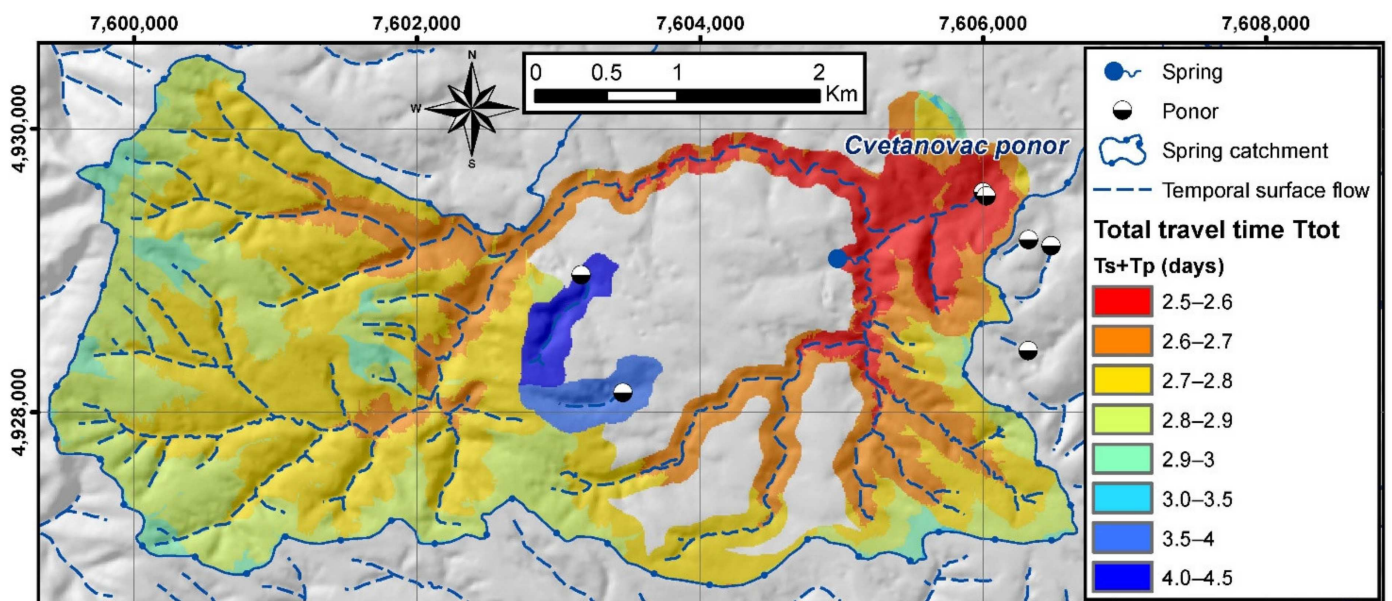 7,600,000 7,602,000 7,604,000 7,606,000 7,608,000
4,930,000
4,928,000
N
W
S
0 0.5 1 2
Km
Cvetanovac ponor
Spring
Ponor
Spring catchment
Temporal surface flow
Total travel time Ttot
Ts+Tp (days)
2.5–2.6
2.6–2.7
2.7–2.8
2.8–2.9
2.9–3
3.0–3.5
3.5–4
4.0–4.5